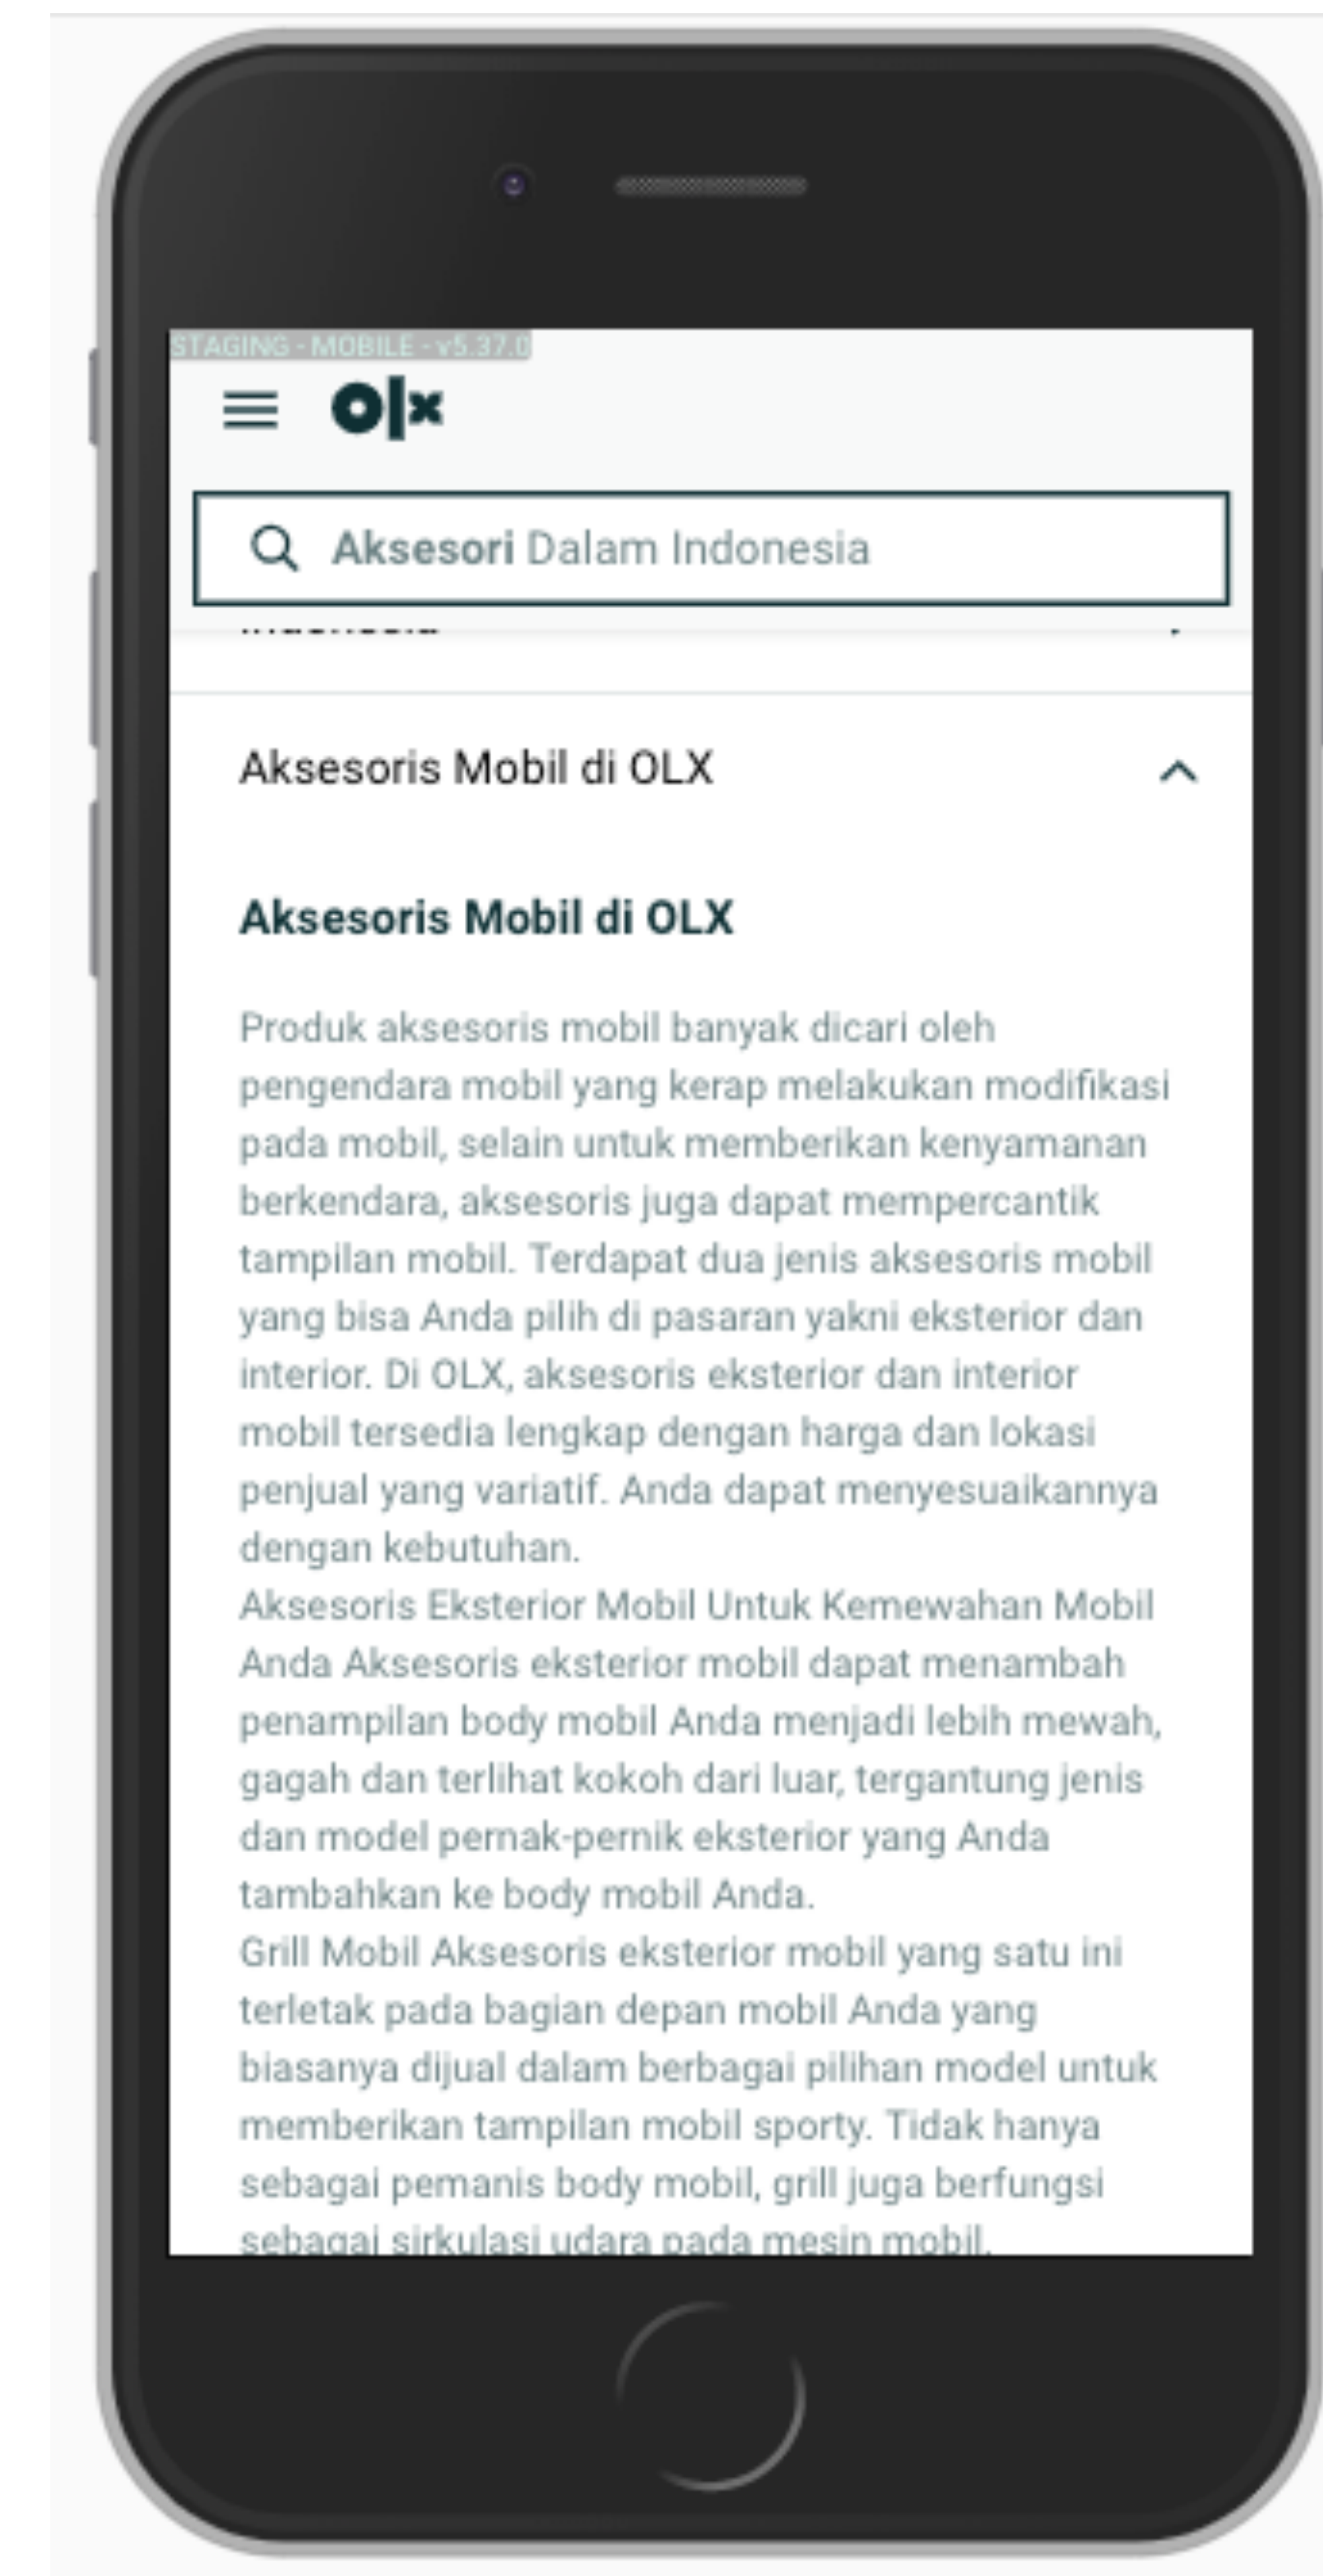 STAGING - MOBILE - v5.37.0
olx
Aksesori Dalam Indonesia
Aksesoris Mobil di OLX
Aksesoris Mobil di OLX
Produk aksesoris mobil banyak dicari oleh
pengendara mobil yang kerap melakukan modifikasi
pada mobil, selain untuk memberikan kenyamanan
berkendara, aksesoris juga dapat mempercantik
tampilan mobil. Terdapat dua jenis aksesoris mobil
yang bisa Anda pilih di pasaran yakni eksterior dan
interior. Di OLX, aksesoris eksterior dan interior
mobil tersedia lengkap dengan harga dan lokasi
penjual yang variatif. Anda dapat menyesuaikannya
dengan kebutuhan.
Aksesoris Eksterior Mobil Untuk Kemewahan Mobil
Anda Aksesoris eksterior mobil dapat menambah
penampilan body mobil Anda menjadi lebih mewah,
gagah dan terlihat kokoh dari luar, tergantung jenis
dan model pernak-pernik eksterior yang Anda
tambahkan ke body mobil Anda.
Grill Mobil Aksesoris eksterior mobil yang satu ini
terletak pada bagian depan mobil Anda yang
biasanya dijual dalam berbagai pilihan model untuk
memberikan tampilan mobil sporty. Tidak hanya
sebagai pemanis body mobil, grill juga berfungsi
sebagai sirkulasi udara pada mesin mobil.